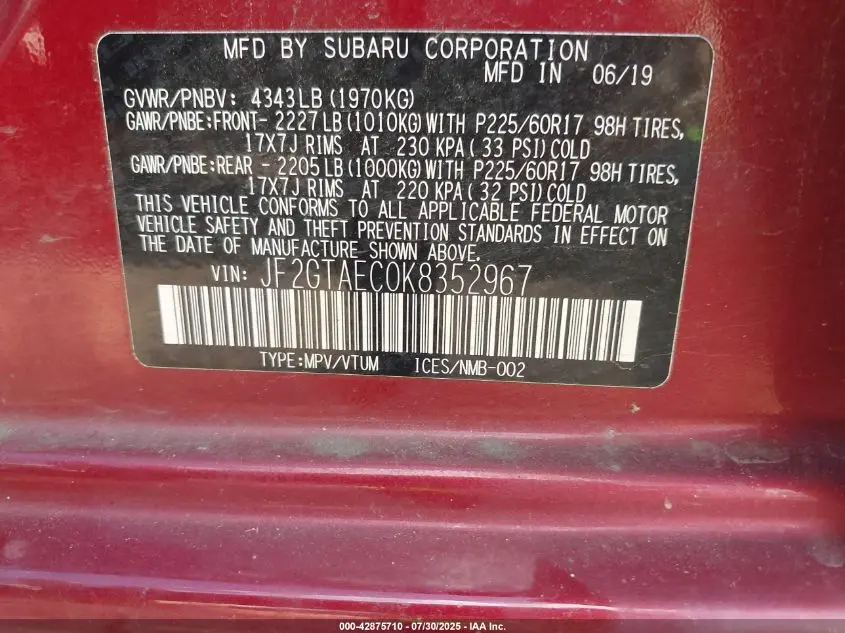 MFD BY SUBARU CORPORATION
MFD IN 06/19
GVWR/PNBV: 4343LB (1970KG)
GAWR/PNBE:FRONT- 2227LB (1010KG) WITH P225/60R17 98H TIRES,
17X7J RIMS AT 230 KPA (33 PSI) COLD
GAWR/PNBE:REAR - 2205LB (1000KG) WITH P225/60R17 98H TIRES,
17X7J RIMS AT 220 KPA (32 PSI) COLD
THIS VEHICLE CONFORMS TO ALL APPLICABLE FEDERAL MOTOR
VEHICLE SAFETY AND THEFT PREVENTION STANDARDS IN EFFECT ON
THE DATE OF MANUFACTURE SHOWN ABOVE.
VIN: JF2GTAEC0K8352967
TYPE:MPV/VTUM ICES/NMB-002
000-42875710 - 07/30/2025 - IAA Inc.